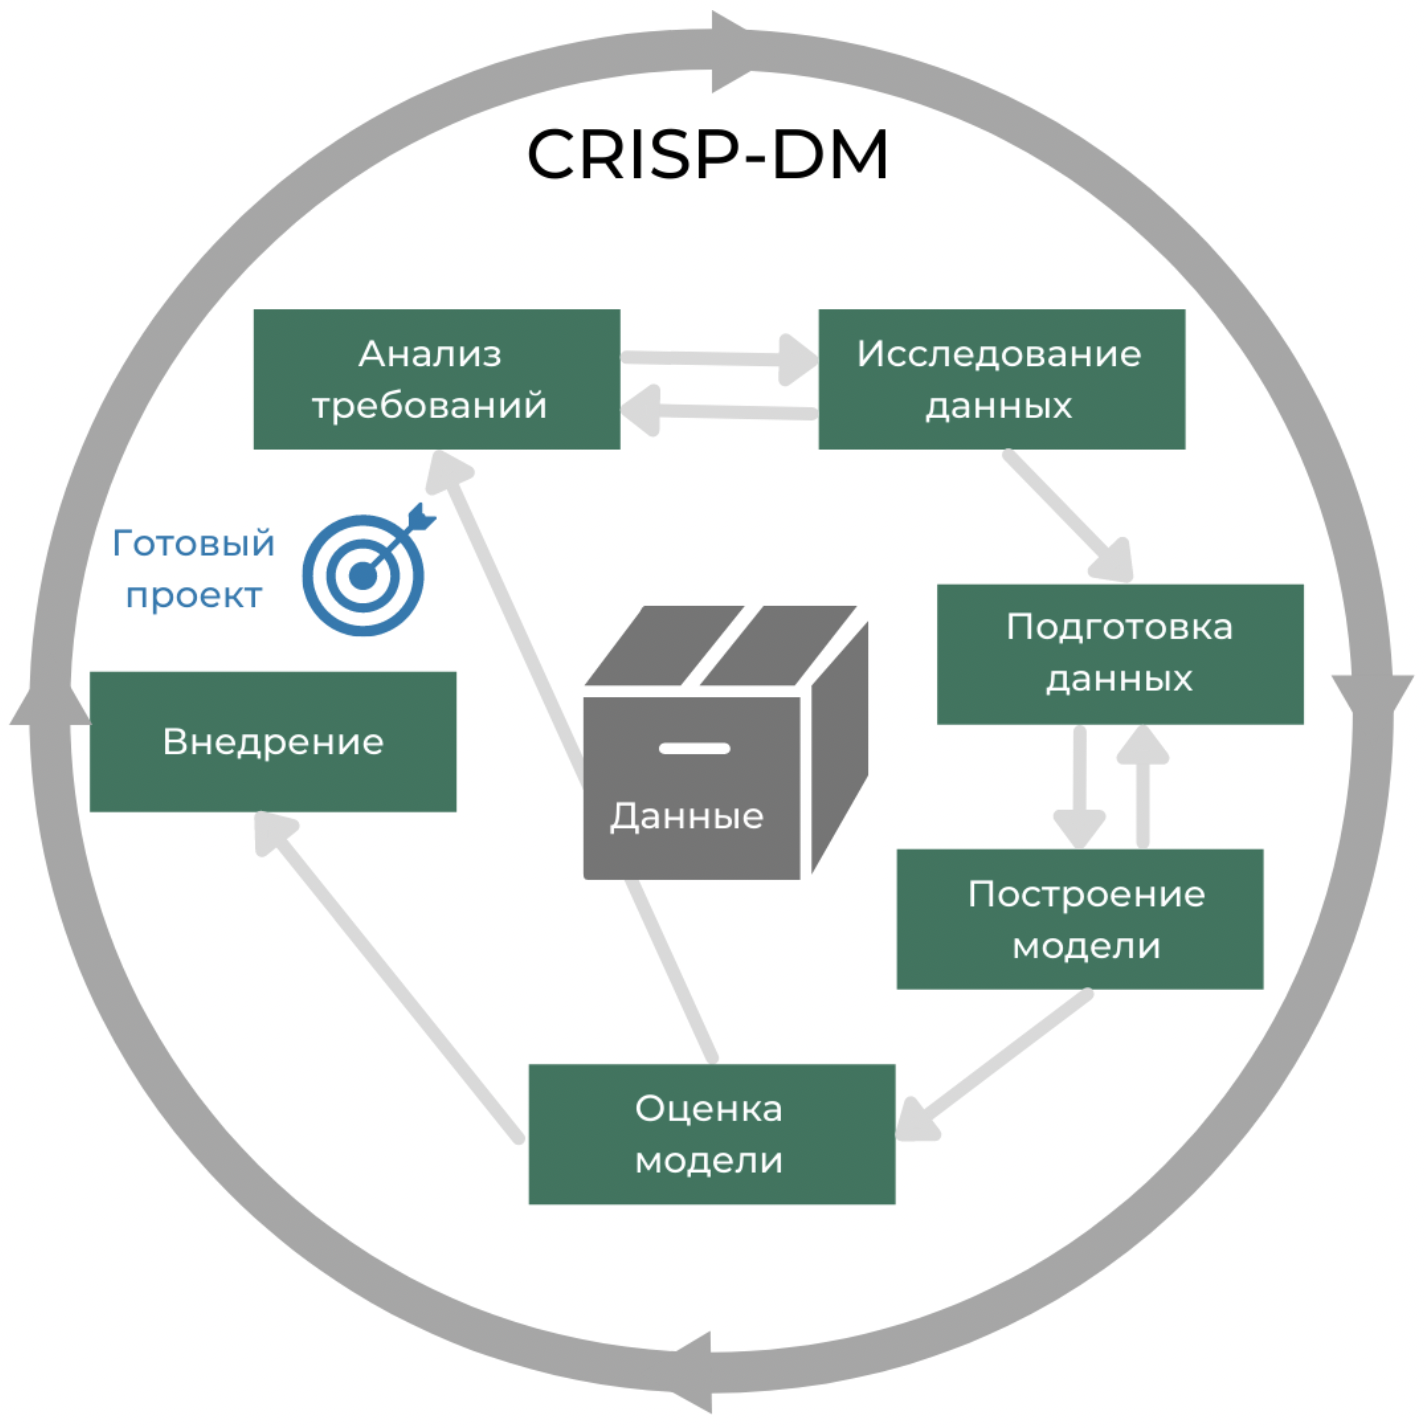 CRISP-DM
Анализ
требований
Исследование
данных
Готовый
проект
Подготовка
данных
Внедрение
Данные
Построение
модели
Оценка
модели